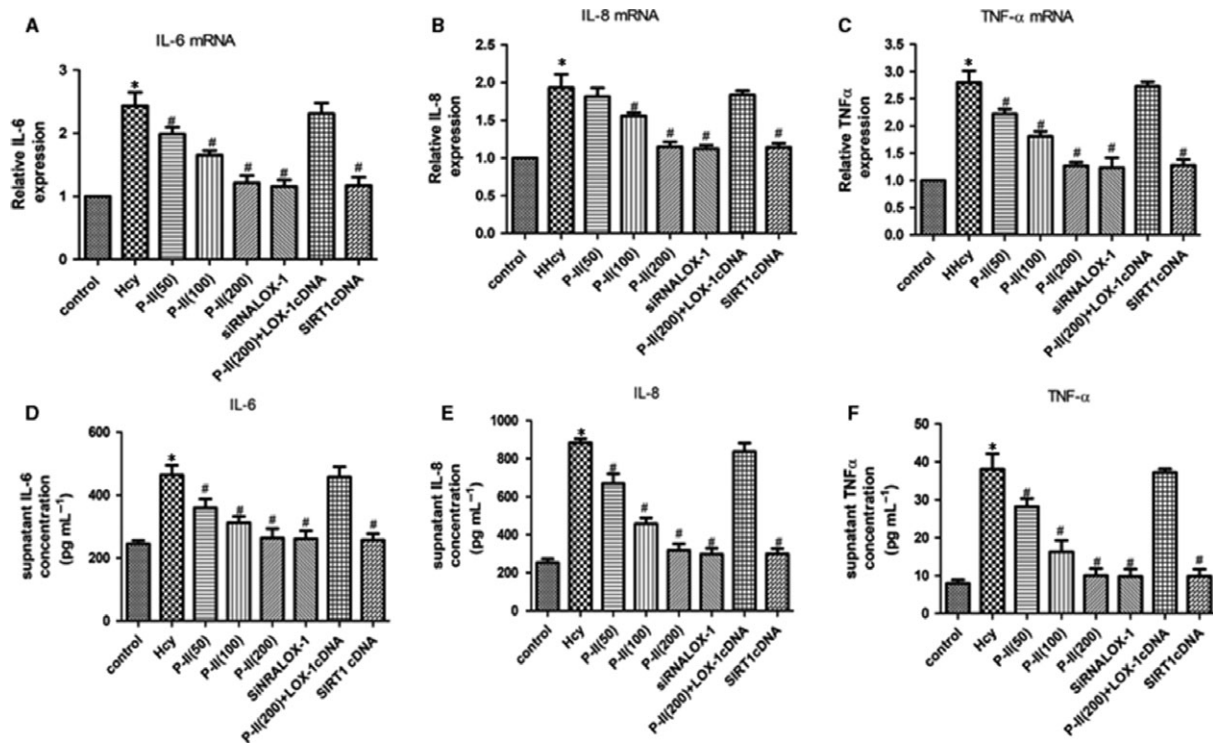 A
IL-6 mRNA
Relative IL-6
expression
3
2
1
0
*
#
#
#
#
#
control
Hcy
P-II(50)
P-II(100)
P-II(200)
siRNALOX-1
P-II(200)+LOX-1cDNA
SIRT1cDNA
B
IL-8 mRNA
Relative IL-8
expression
2.5
2.0
1.5
1.0
0.5
0.0
*
#
#
#
#
control
HHcy
P-II(50)
P-II(100)
P-II(200)
siRNALOX-1
P-II(200)+LOX-1cDNA
SIRT1cDNA
C
TNF-α mRNA
Relative TNFα
expression
3.5
3.0
2.5
2.0
1.5
1.0
0.5
0.0
*
#
#
#
#
#
control
HHcy
P-II(50)
P-II(100)
P-II(200)
SiRNALOX-1
P-II(200)+LOX-1cDNA
SIRT1cDNA
D
IL-6
supnatant IL-6
concentration
(pg mL⁻¹)
600
400
200
0
*
#
#
#
#
#
control
Hcy
P-II(50)
P-II(100)
P-II(200)
SiNRALOX-1
P-II(200)+LOX-1cDNA
SIRT1 cDNA
E
IL-8
supnatant IL-8
concentration
(pg mL⁻¹)
1000
800
600
400
200
0
*
#
#
#
#
#
control
Hcy
P-II(50)
P-II(100)
P-II(200)
siRNALOX-1
P-II(200)+LOX-1cDNA
SIRT1cDNA
F
TNF-α
supnatant TNFα
concentration
(pg mL⁻¹)
50
40
30
20
10
0
*
#
#
#
#
#
control
Hcy
P-II(50)
P-II(100)
P-II(200)
SiRNALOX-1
P-II(200)+LOX-1cDNA
SIRT1cDNA